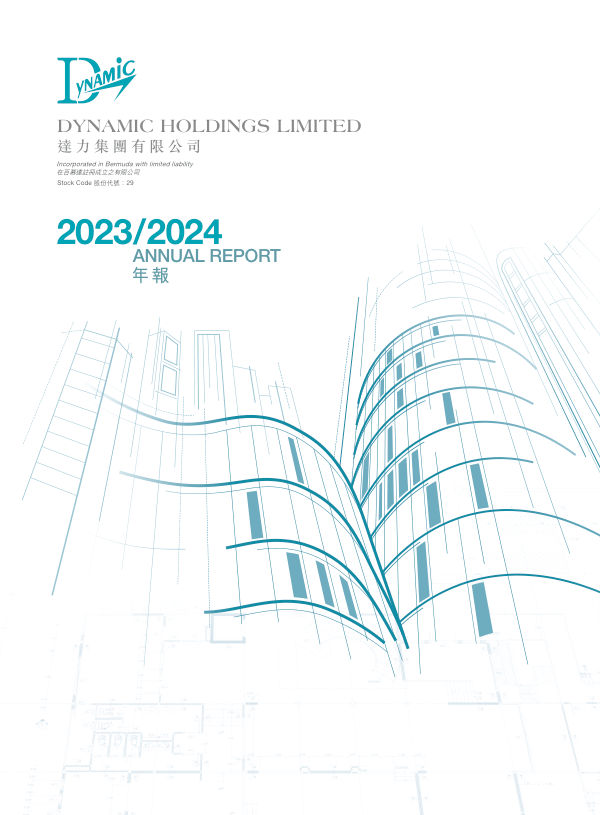 DYNAMIC
DYNAMIC HOLDINGS LIMITED
達力集團有限公司
Incorporated in Bermuda with limited liability
在百慕達註冊成立之有限公司
Stock Code 股份代號：29
2023/2024
ANNUAL REPORT
年報